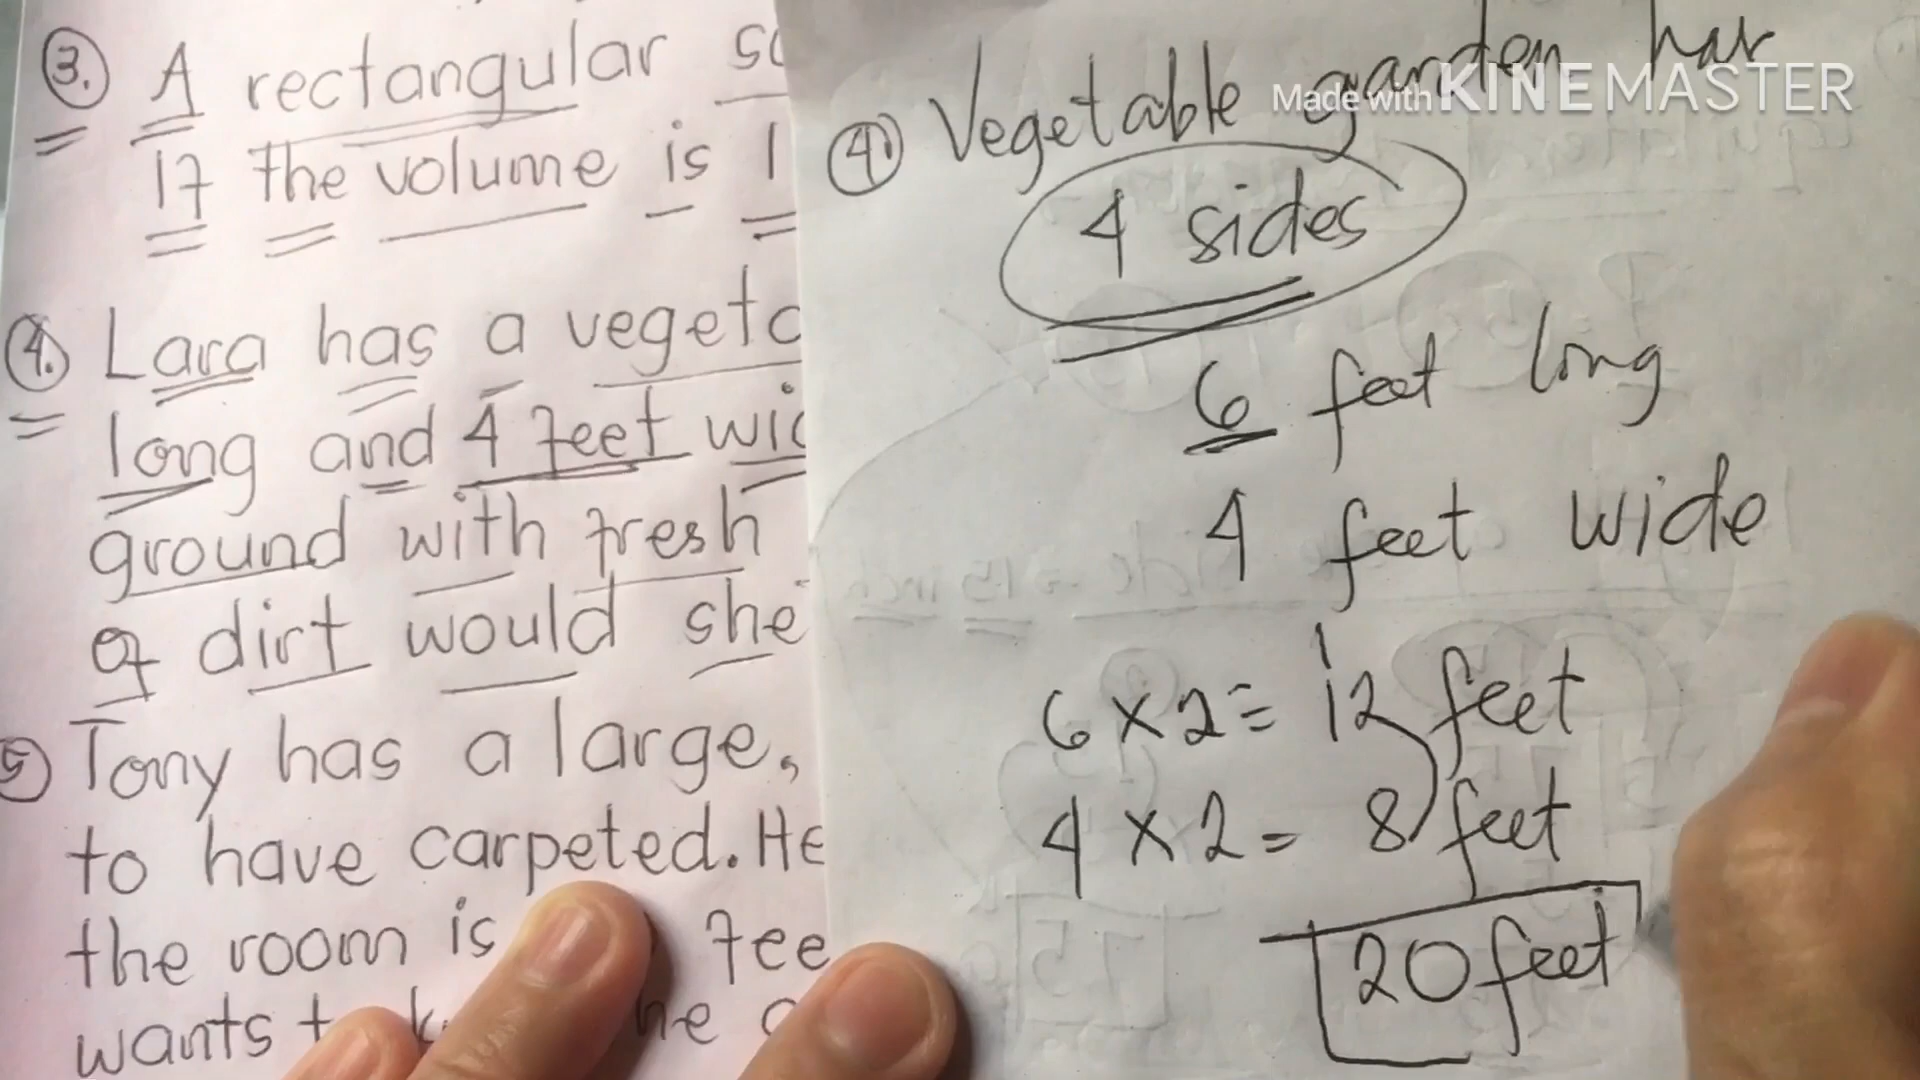 3. A rectangular
17 the volume is 1
4. Lara has a
long and 4 feet
ground with fresh
of dirt would she
5 Tony has a large,
to have carpeted. He
the room is
wants
Made with KINEMASTER
4. Vegetable garden has
4 sides
6 feet long
4 feet wide
6 x 2 = 12 feet
4 x 2 = 8 feet
20 feet